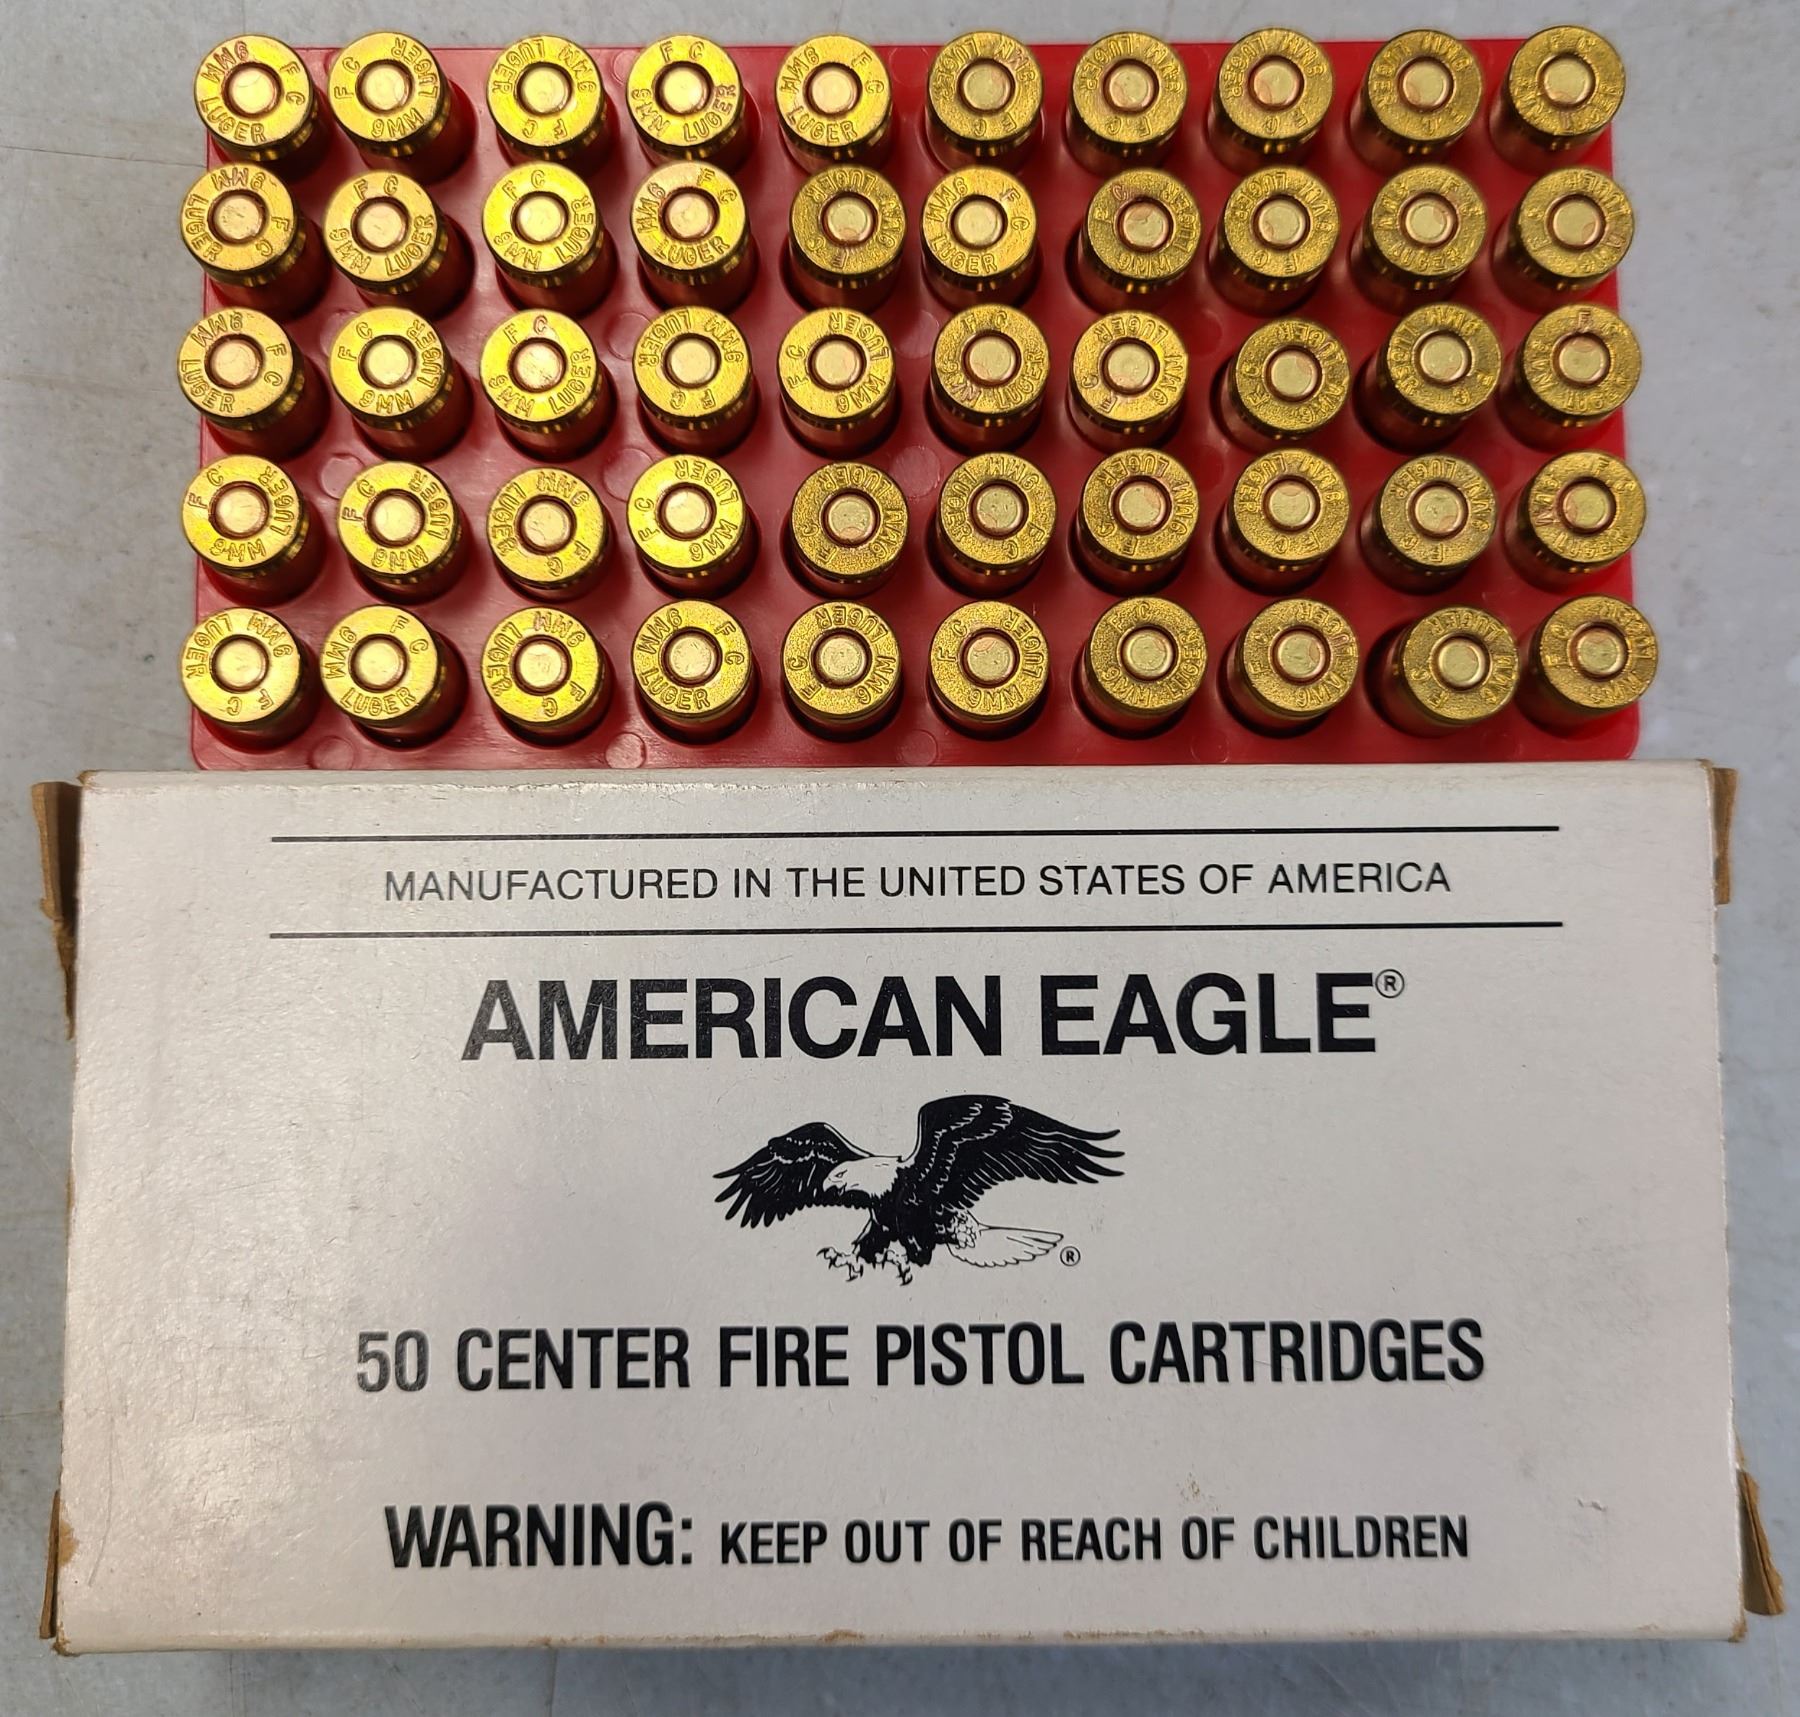 F C 9MM LUGER
MANUFACTURED IN THE UNITED STATES OF AMERICA
AMERICAN EAGLE®
®
50 CENTER FIRE PISTOL CARTRIDGES
WARNING: KEEP OUT OF REACH OF CHILDREN